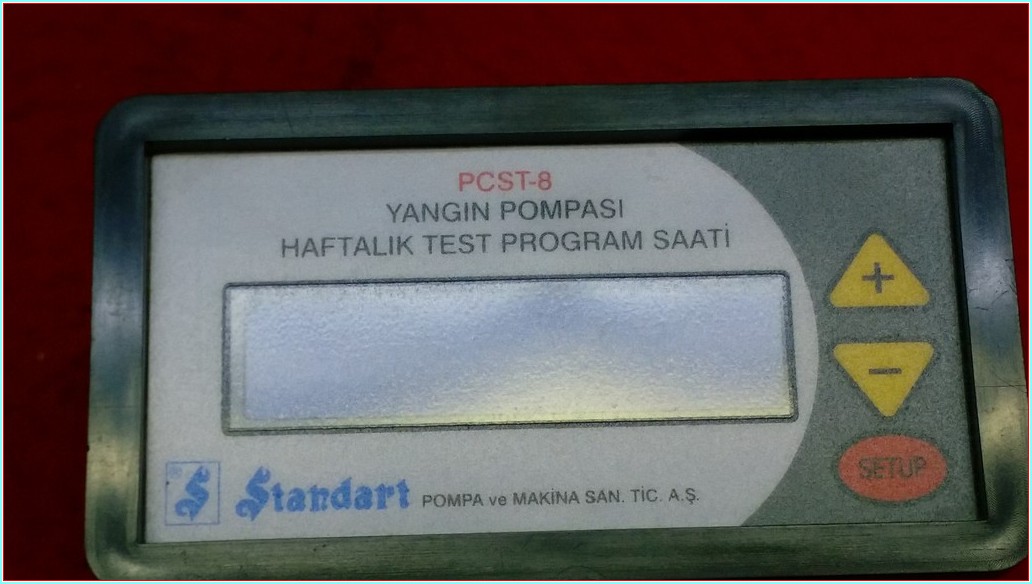 PCST-8
YANGIN POMPASI
HAFTALIK TEST PROGRAM SAATİ
+
−
SETUP
® S Standart POMPA ve MAKİNA SAN. TİC. A.Ş.